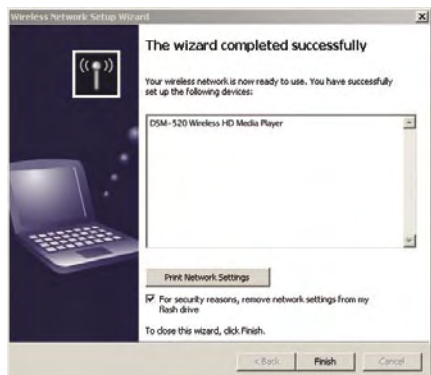 Wireless Network Setup Wizard
The wizard completed successfully
Your wireless network is now ready to use. You have successfully
set up the following devices:
DSM-520 Wireless HD Media Player
Print Network Settings
For security reasons, remove network settings from my
flash drive
To close this wizard, click Finish.
< Back
Finish
Cancel